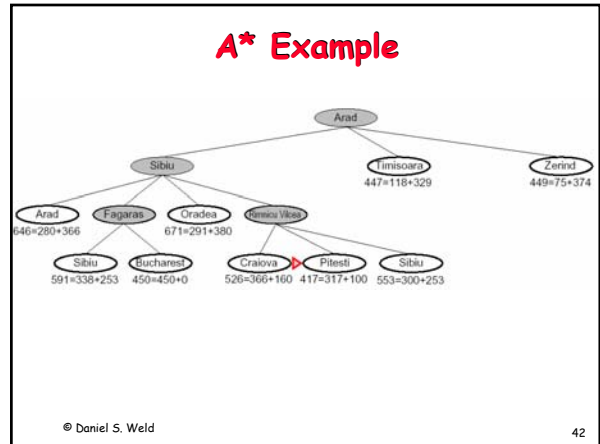 A* Example
Arad
Sibiu
Timisoara
Zerind
447=118+329
449=75+374
Arad
Fagaras
Oradea
Rimnicu Vilcea
646=280+366
671=291+380
Sibiu
Bucharest
Craiova
Pitesti
Sibiu
591=338+253
450=450+0
526=366+160
417=317+100
553=300+253
© Daniel S. Weld
42